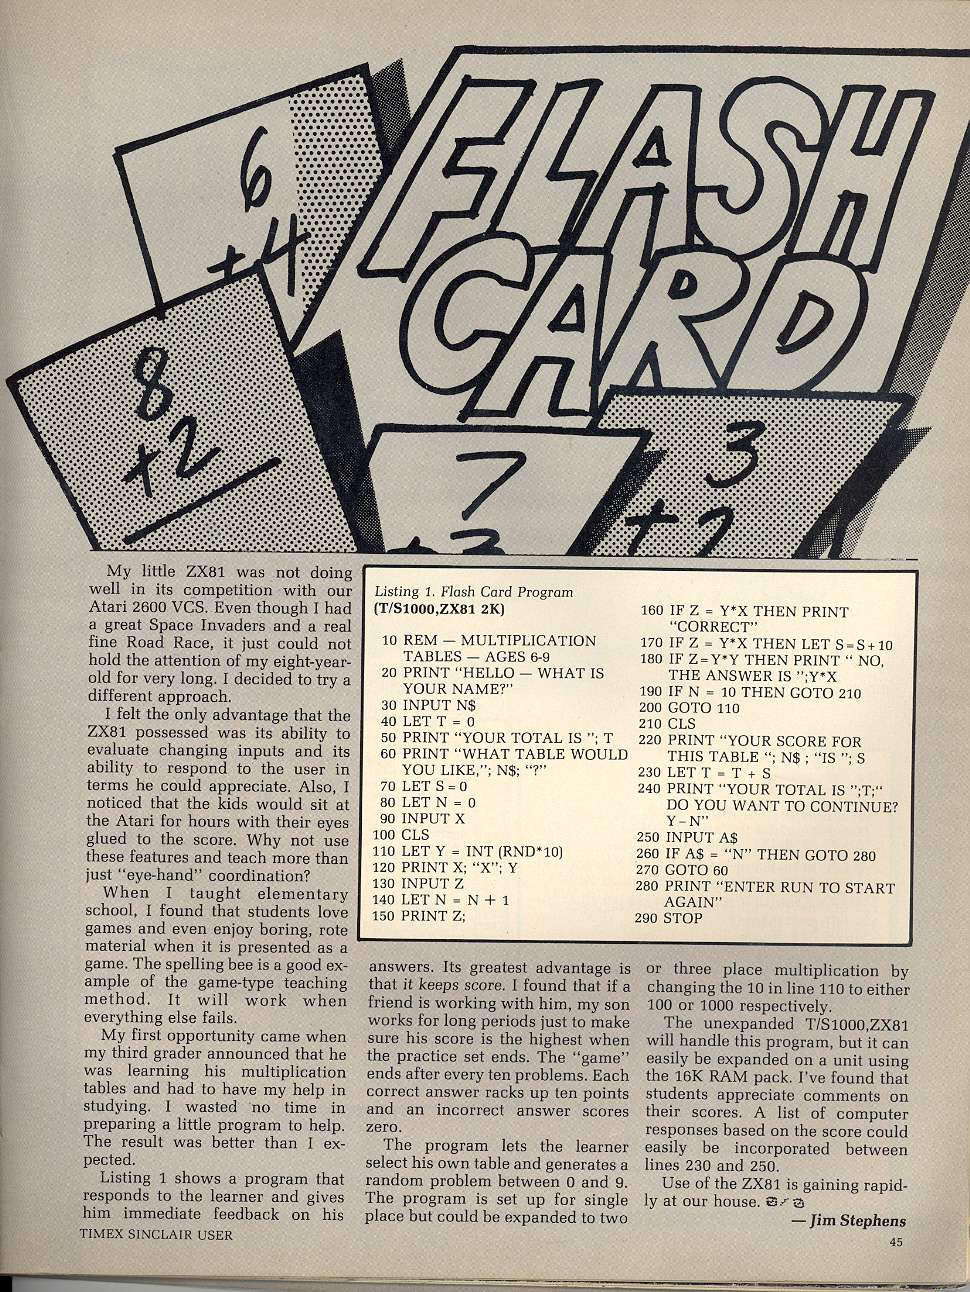 6
+4
FLASH
CARD
8
+2
7
+3
3
+2
My little ZX81 was not doing
well in its competition with our
Atari 2600 VCS. Even though I had
a great Space Invaders and a real
fine Road Race, it just could not
hold the attention of my eight-year-
old for very long. I decided to try a
different approach.
I felt the only advantage that the
ZX81 possessed was its ability to
evaluate changing inputs and its
ability to respond to the user in
terms he could appreciate. Also, I
noticed that the kids would sit at
the Atari for hours with their eyes
glued to the score. Why not use
these features and teach more than
just “eye-hand” coordination?
When I taught elementary
school, I found that students love
games and even enjoy boring, rote
material when it is presented as a
game. The spelling bee is a good ex-
ample of the game-type teaching
method. It will work when
everything else fails.
My first opportunity came when
my third grader announced that he
was learning his multiplication
tables and had to have my help in
studying. I wasted no time in
preparing a little program to help.
The result was better than I ex-
pected.
Listing 1 shows a program that
responds to the learner and gives
him immediate feedback on his
Listing 1. Flash Card Program
(T/S1000,ZX81 2K)
10 REM — MULTIPLICATION
TABLES — AGES 6-9
20 PRINT “HELLO — WHAT IS
YOUR NAME?”
30 INPUT N$
40 LET T = 0
50 PRINT “YOUR TOTAL IS ”; T
60 PRINT “WHAT TABLE WOULD
YOU LIKE,”; N$; “?”
70 LET S = 0
80 LET N = 0
90 INPUT X
100 CLS
110 LET Y = INT (RND*10)
120 PRINT X; “X”; Y
130 INPUT Z
140 LET N = N + 1
150 PRINT Z;
160 IF Z = Y*X THEN PRINT
“CORRECT”
170 IF Z = Y*X THEN LET S=S+10
180 IF Z=Y*Y THEN PRINT “ NO,
THE ANSWER IS ”;Y*X
190 IF N = 10 THEN GOTO 210
200 GOTO 110
210 CLS
220 PRINT “YOUR SCORE FOR
THIS TABLE “; N$ ; “IS ”; S
230 LET T = T + S
240 PRINT “YOUR TOTAL IS ”;T;“
DO YOU WANT TO CONTINUE?
Y–N”
250 INPUT A$
260 IF A$ = “N” THEN GOTO 280
270 GOTO 60
280 PRINT “ENTER RUN TO START
AGAIN”
290 STOP
answers. Its greatest advantage is
that it keeps score. I found that if a
friend is working with him, my son
works for long periods just to make
sure his score is the highest when
the practice set ends. The “game”
ends after every ten problems. Each
correct answer racks up ten points
and an incorrect answer scores
zero.
The program lets the learner
select his own table and generates a
random problem between 0 and 9.
The program is set up for single
place but could be expanded to two
or three place multiplication by
changing the 10 in line 110 to either
100 or 1000 respectively.
The unexpanded T/S1000,ZX81
will handle this program, but it can
easily be expanded on a unit using
the 16K RAM pack. I’ve found that
students appreciate comments on
their scores. A list of computer
responses based on the score could
easily be incorporated between
lines 230 and 250.
Use of the ZX81 is gaining rapid-
ly at our house.
— Jim Stephens
TIMEX SINCLAIR USER
45